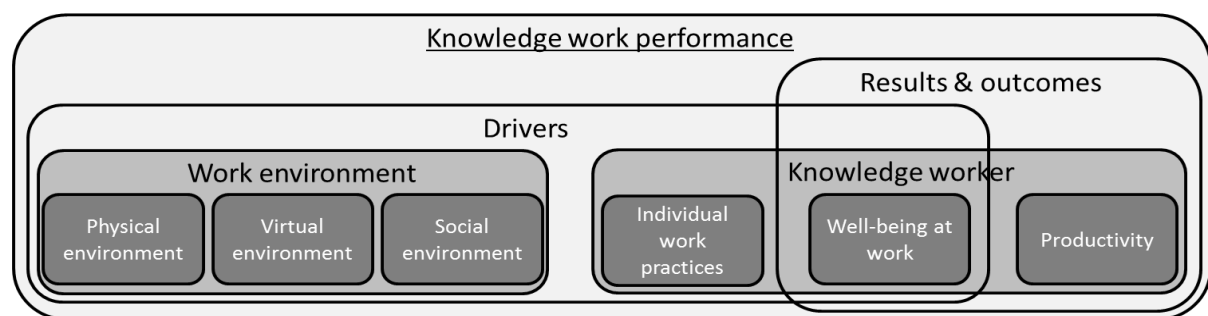 Knowledge work performance
Results & outcomes
Drivers
Work environment
Knowledge worker
Physical
environment
Virtual
environment
Social
environment
Individual
work
practices
Well-being at
work
Productivity